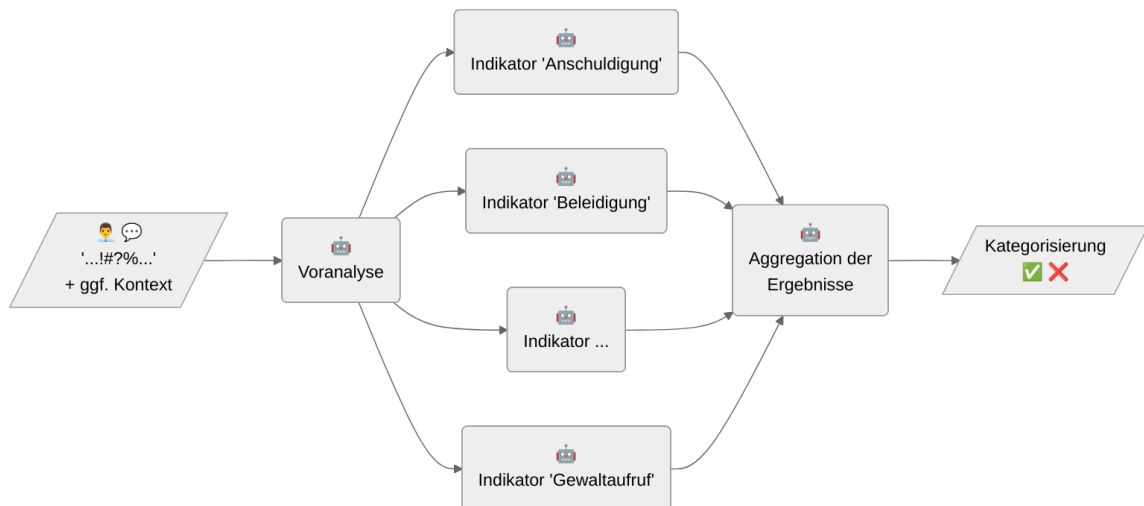 '...!#?%...'
+ ggf. Kontext
Voranalyse
Indikator 'Anschuldigung'
Indikator 'Beleidigung'
Indikator ...
Indikator 'Gewaltaufruf'
Aggregation der
Ergebnisse
Kategorisierung